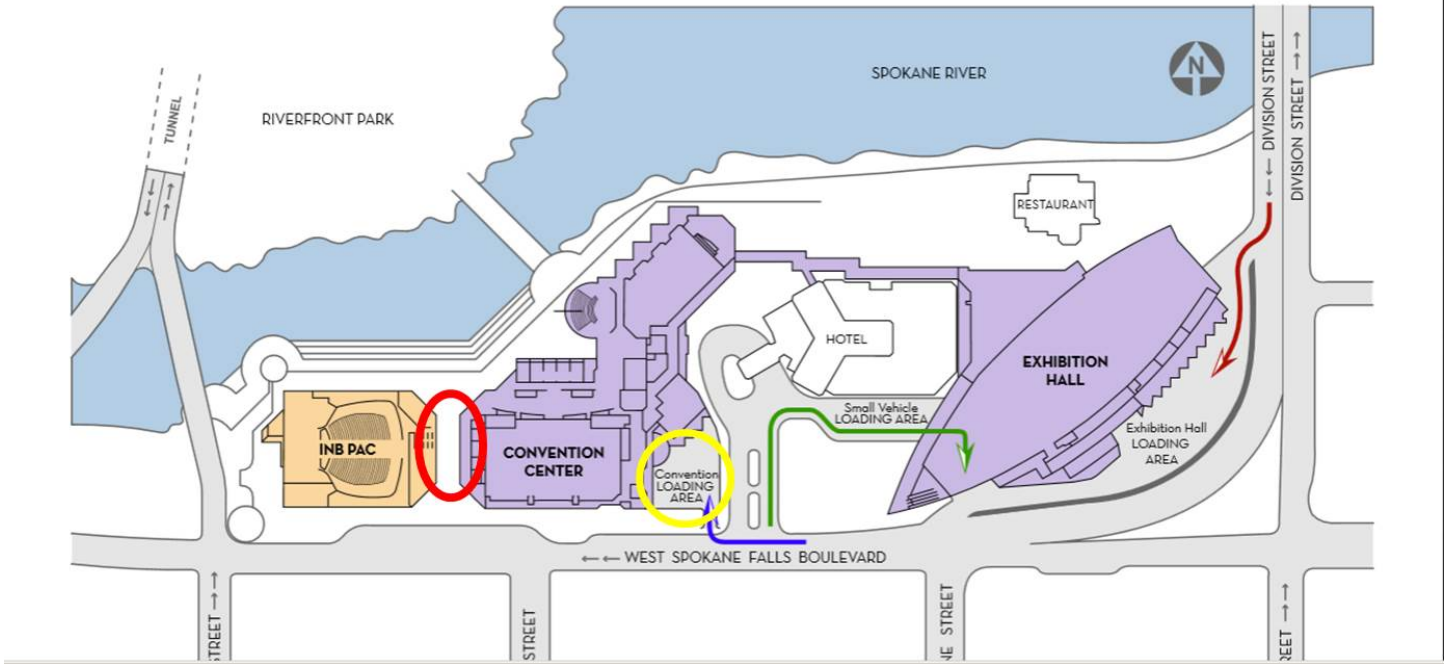 SPOKANE RIVER
N
DIVISION STREET
DIVISION STREET
TUNNEL
RIVERFRONT PARK
RESTAURANT
HOTEL
EXHIBITION
HALL
Small Vehicle
LOADING AREA
Exhibition Hall
LOADING
AREA
INB PAC
CONVENTION
CENTER
Convention
LOADING
AREA
← ← WEST SPOKANE FALLS BOULEVARD
STREET
STREET
STREET